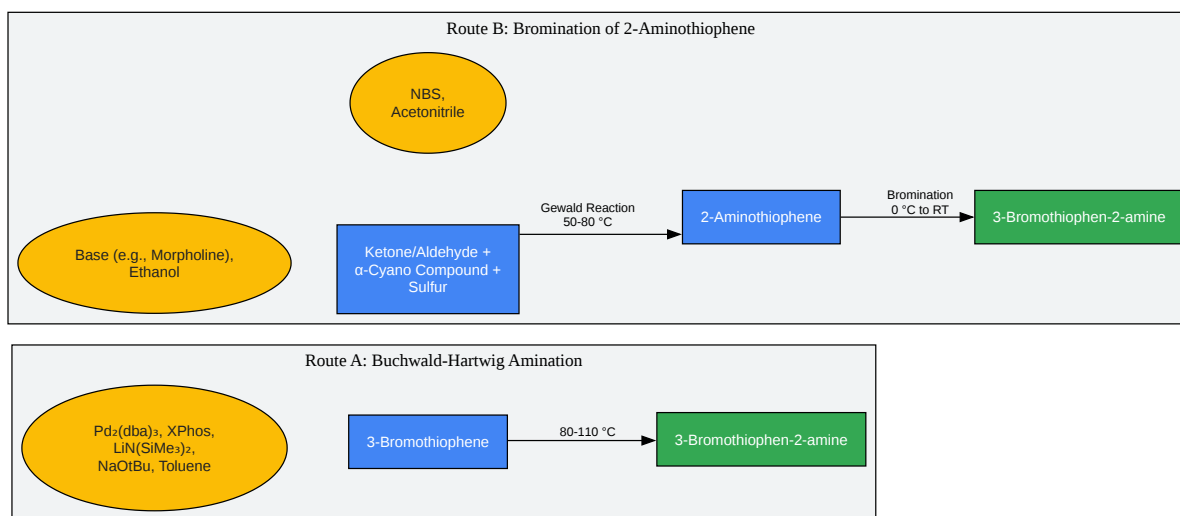 Route B: Bromination of 2-Aminothiophene
NBS,
Acetonitrile
Base (e.g., Morpholine),
Ethanol
Ketone/Aldehyde +
α-Cyano Compound +
Sulfur
Gewald Reaction
50-80 °C
2-Aminothiophene
Bromination
0 °C to RT
3-Bromothiophen-2-amine
Route A: Buchwald-Hartwig Amination
Pd₂(dba)₃, XPhos,
LiN(SiMe₃)₂,
NaOtBu, Toluene
3-Bromothiophene
80-110 °C
3-Bromothiophen-2-amine